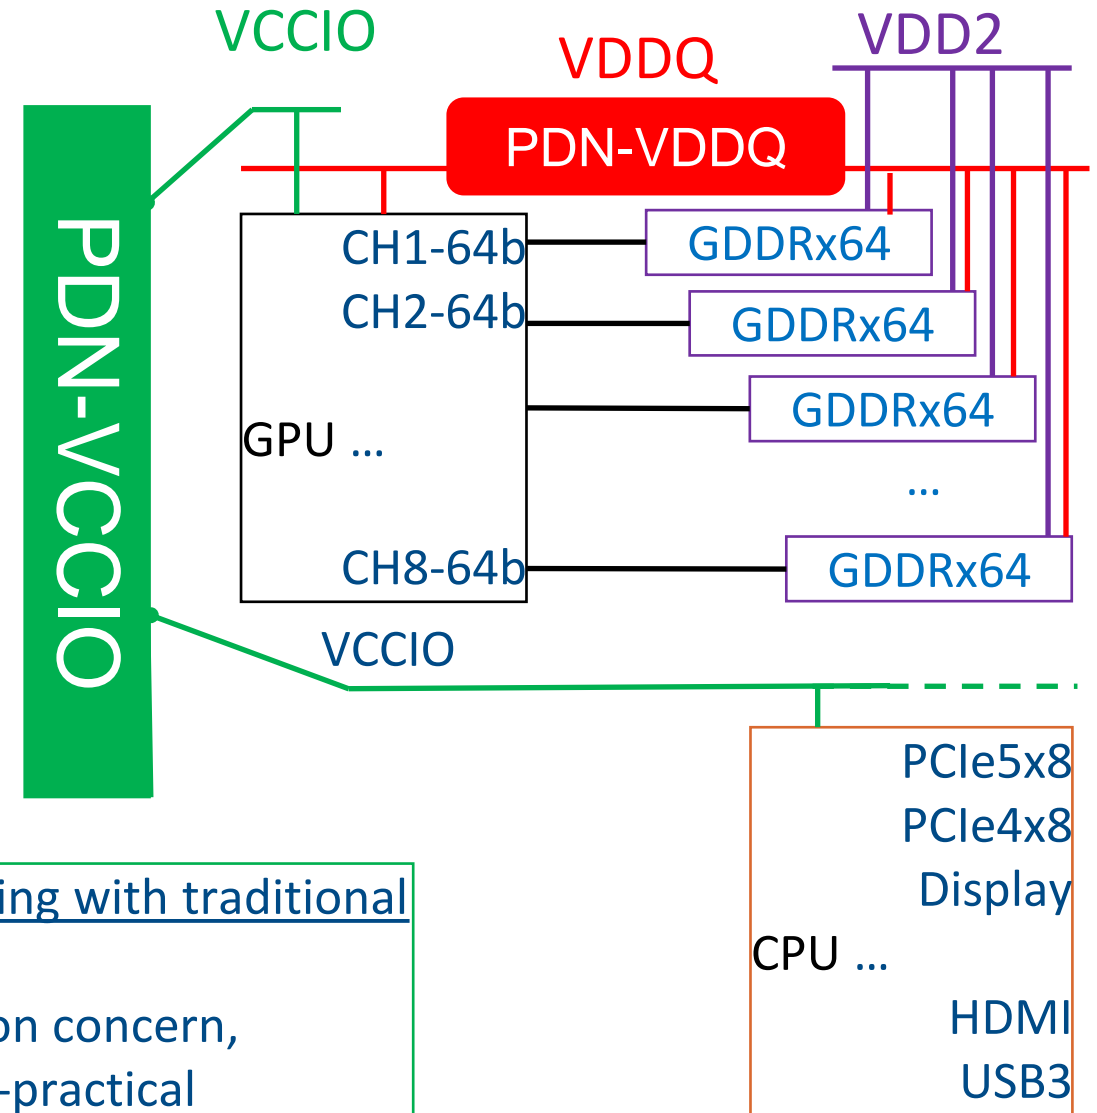 VCCIO
VDDQ
VDD2
PDN-VDDQ
PDN-VCCIO
CH1-64b
GDDRx64
CH2-64b
GDDRx64
GDDRx64
GPU ...
...
CH8-64b
GDDRx64
VCCIO
PCIe5x8
PCIe4x8
Display
CPU ...
HDMI
USB3
ing with traditional
on concern,
-practical